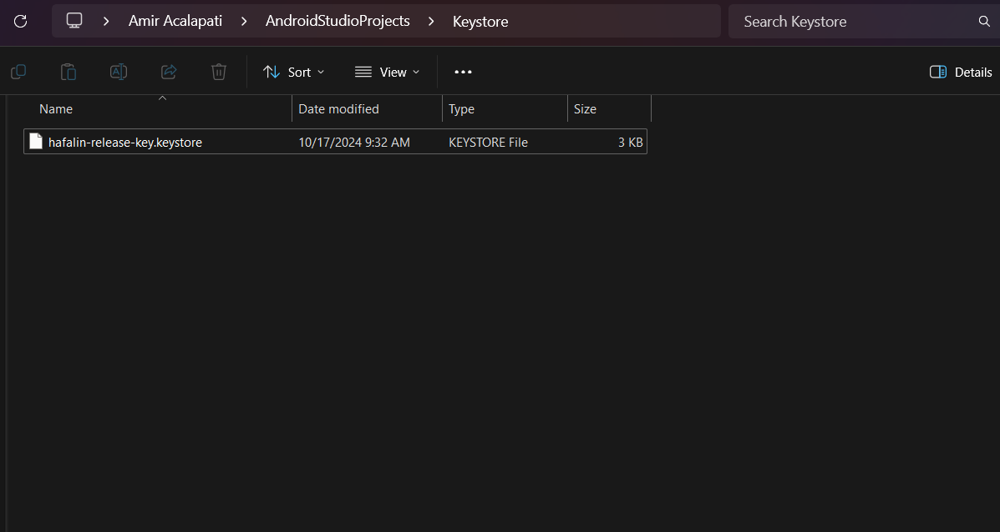 Amir Acalapati AndroidStudioProjects Keystore Search Keystore
Sort View Details
Name Date modified Type Size
hafalin-release-key.keystore 10/17/2024 9:32 AM KEYSTORE File 3 KB